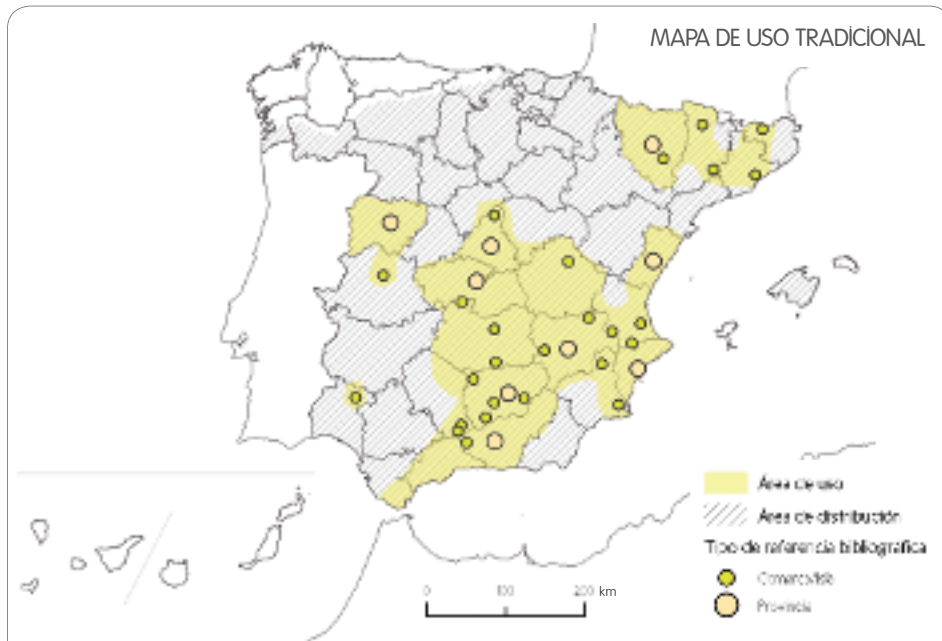 MAPA DE USO TRADICIONAL
Área de uso
Área de distribución
Tipo de referencia bibliográfica
Comarca/Isla
Provincia
0 100 200 km